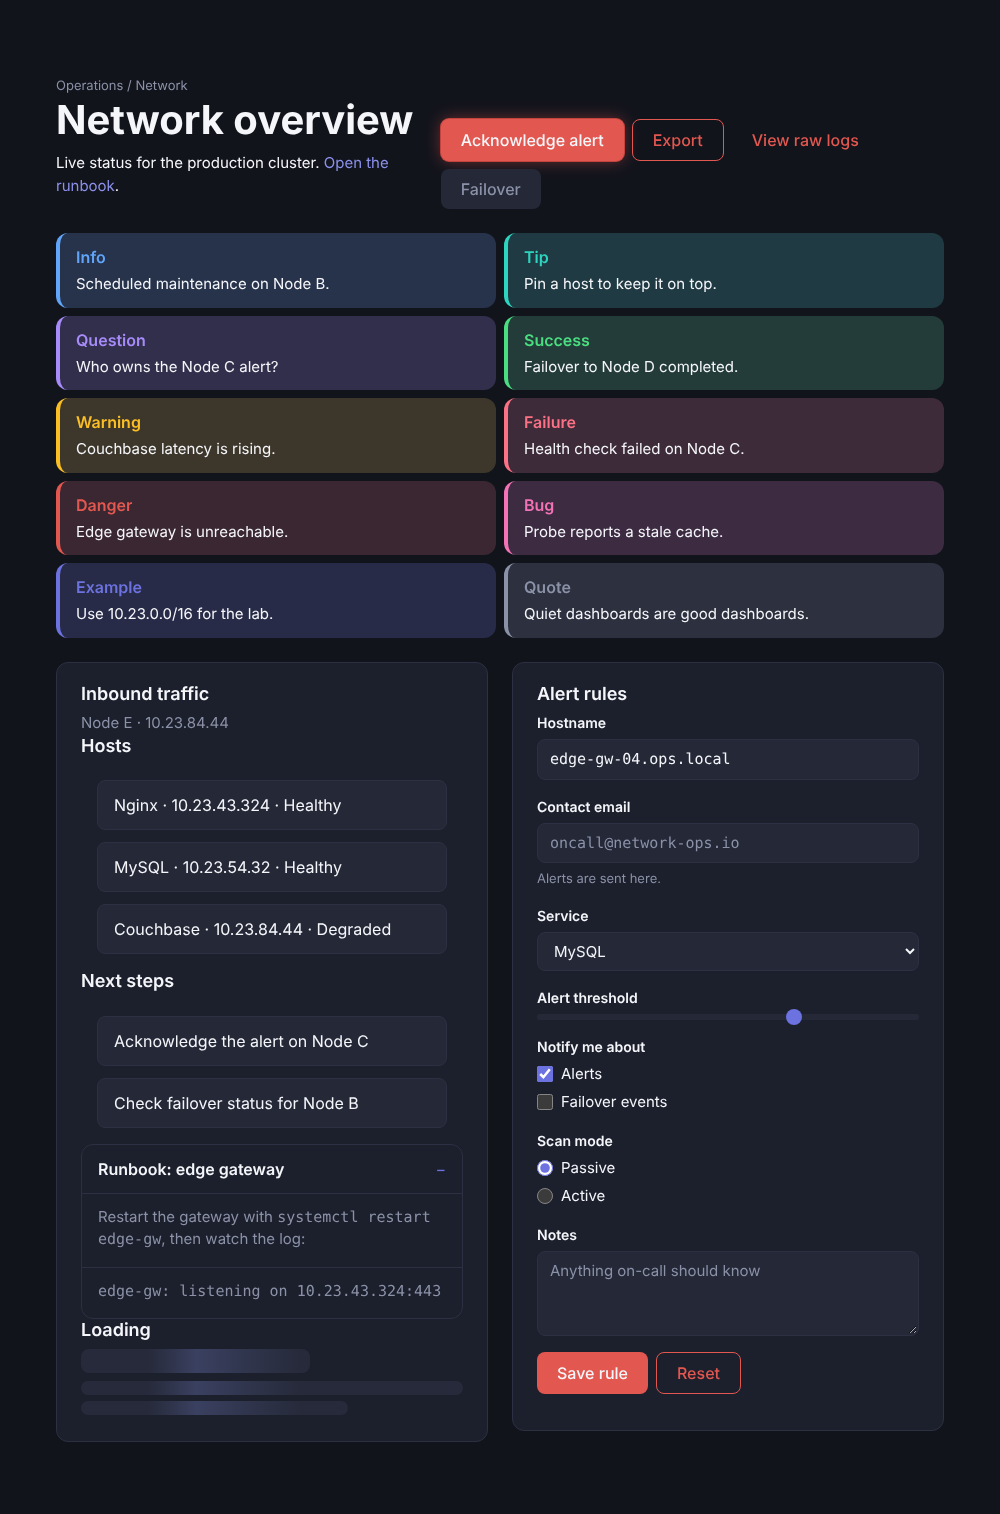 Operations / Network
Network overview
Live status for the production cluster. Open the
runbook.
Acknowledge alert
Export
View raw logs
Failover
Info
Scheduled maintenance on Node B.
Tip
Pin a host to keep it on top.
Question
Who owns the Node C alert?
Success
Failover to Node D completed.
Warning
Couchbase latency is rising.
Failure
Health check failed on Node C.
Danger
Edge gateway is unreachable.
Bug
Probe reports a stale cache.
Example
Use 10.23.0.0/16 for the lab.
Quote
Quiet dashboards are good dashboards.
Inbound traffic
Node E · 10.23.84.44
Hosts
Nginx · 10.23.43.324 · Healthy
MySQL · 10.23.54.32 · Healthy
Couchbase · 10.23.84.44 · Degraded
Next steps
Acknowledge the alert on Node C
Check failover status for Node B
Runbook: edge gateway –
Restart the gateway with systemctl restart
edge-gw, then watch the log:
edge-gw: listening on 10.23.43.324:443
Loading
Alert rules
Hostname
edge-gw-04.ops.local
Contact email
oncall@network-ops.io
Alerts are sent here.
Service
MySQL
Alert threshold
Notify me about
Alerts
Failover events
Scan mode
Passive
Active
Notes
Anything on-call should know
Save rule
Reset